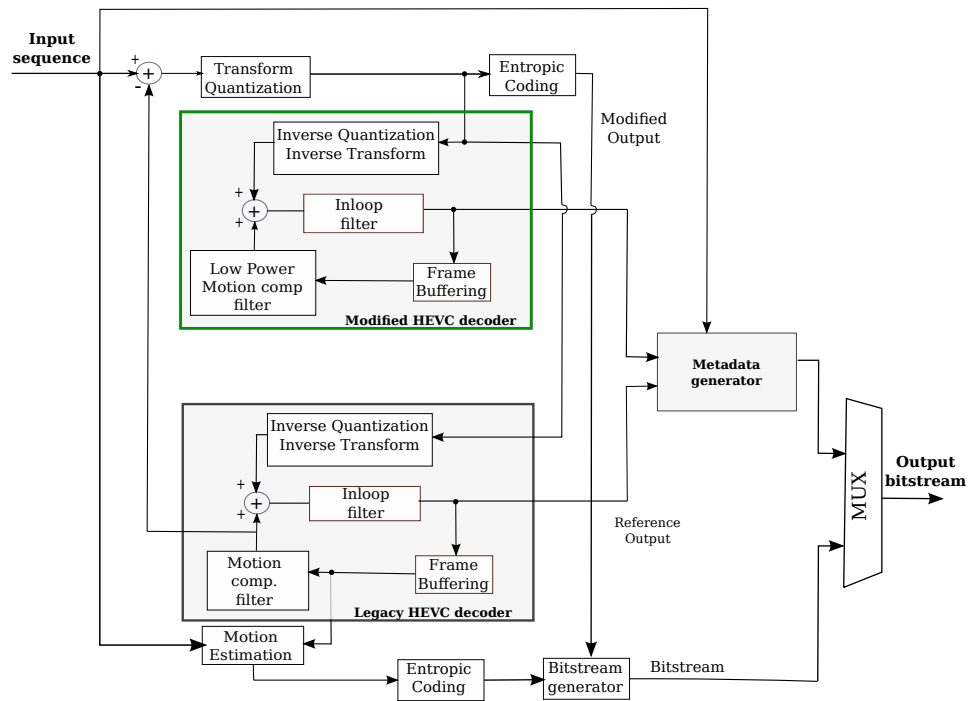 Input
sequence
+
+
-
Transform
Quantization
Entropic
Coding
Modified
Output
Inverse Quantization
Inverse Transform
+
+
+
Inloop
filter
Low Power
Motion comp
filter
Frame
Buffering
Modified HEVC decoder
Metadada
generator
Inverse Quantization
Inverse Transform
+
+
+
Inloop
filter
Reference
Output
Motion
comp.
filter
Frame
Buffering
Legacy HEVC decoder
MUX
Output
bitstream
Motion
Estimation
Entropic
Coding
Bitstream
generator
Bitstream